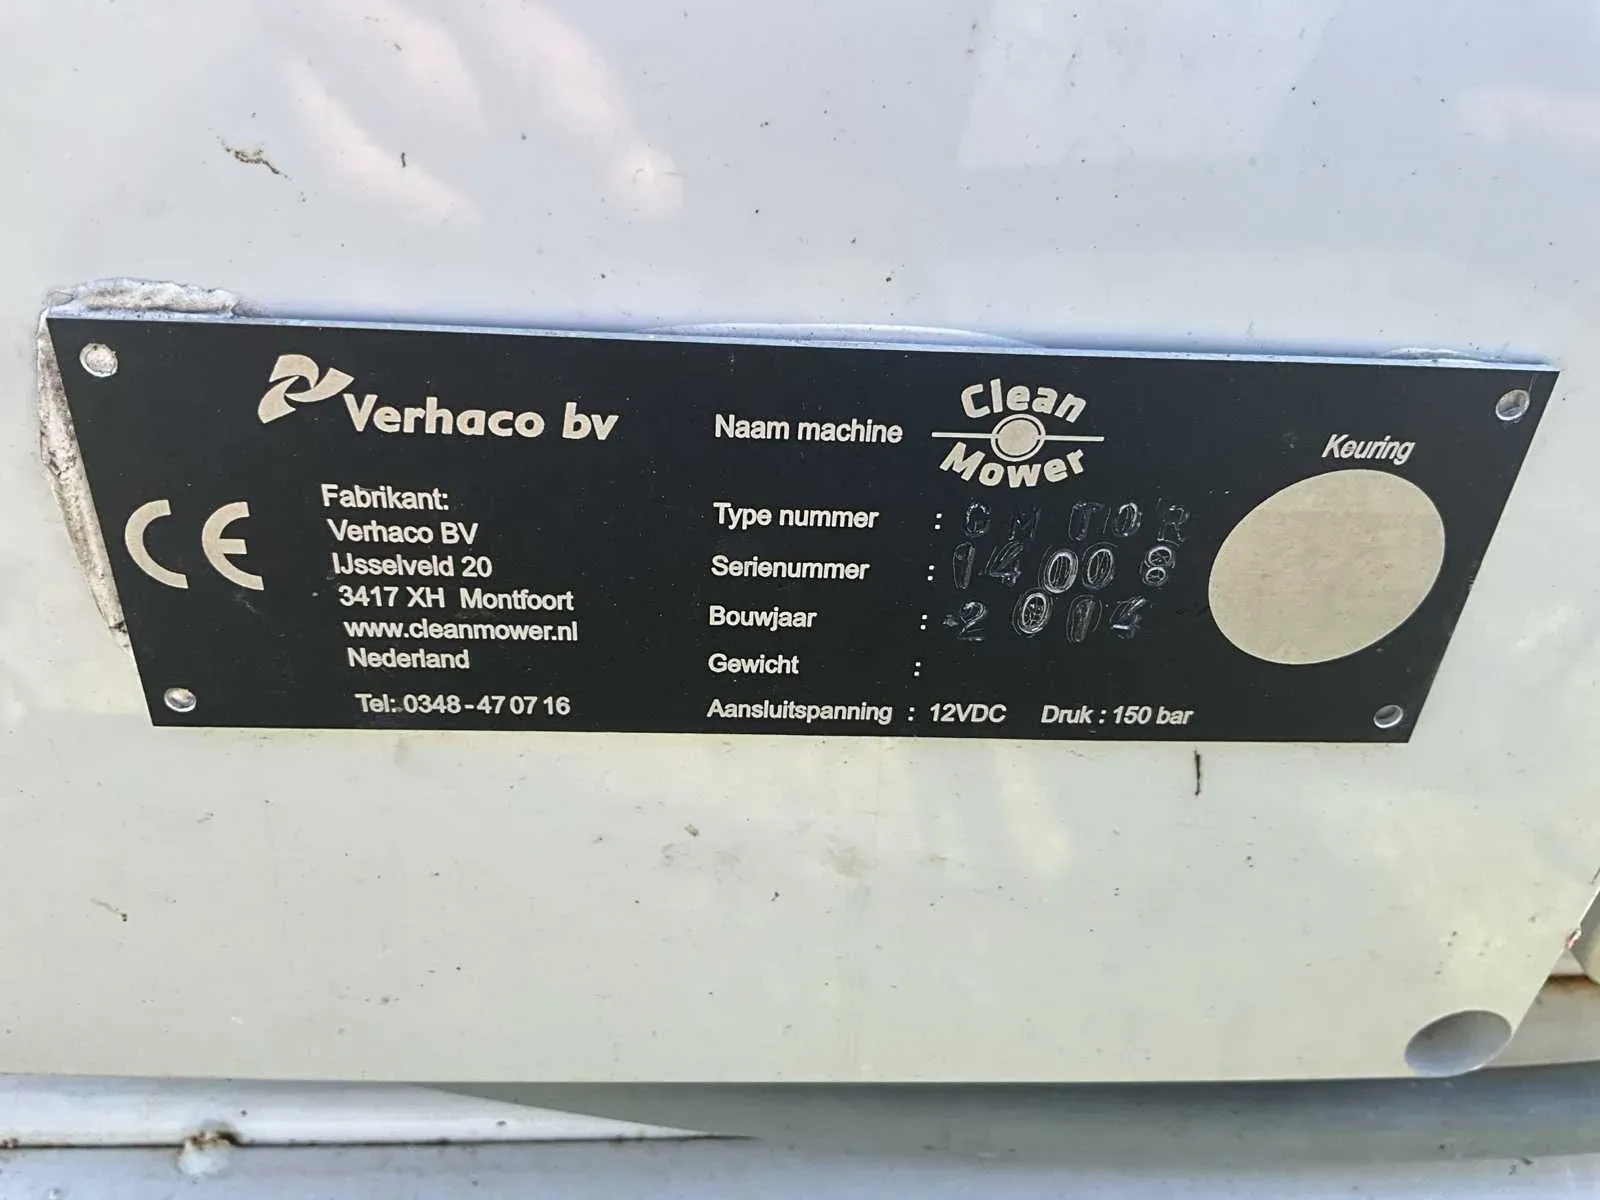 Verhaco bv
CE
Fabrikant:
Verhaco BV
IJsselveld 20
3417 XH Montfoort
www.cleanmower.nl
Nederland
Tel: 0348-47 07 16
Naam machine
Clean
Mower
Type nummer :
Serienummer : 14008
Bouwjaar : 2014
Gewicht :
Aansluitspanning : 12VDC Druk : 150 bar
Keuring